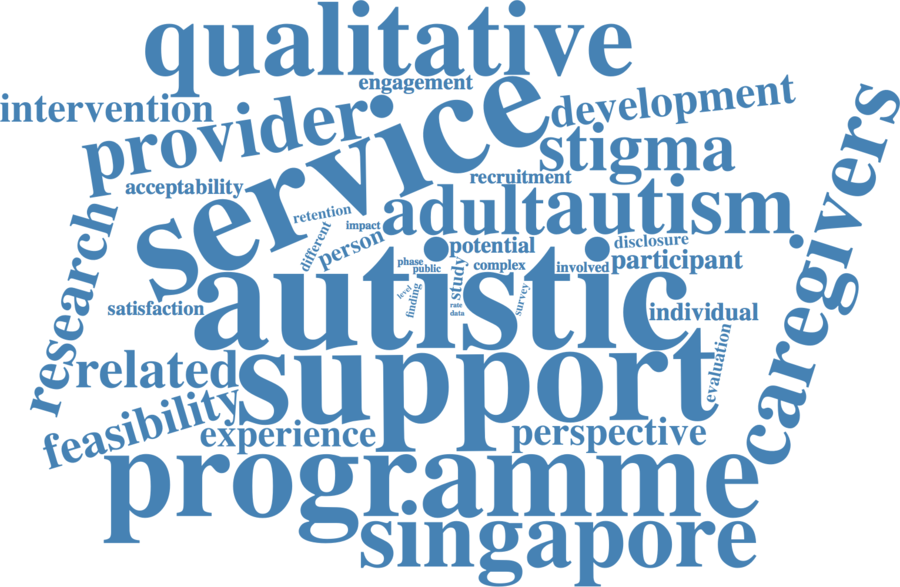 qualitative
engagement
intervention
development
provider
service
stigma
recruitment
acceptability
caregivers
adult
autism
retention
impact
different
person
potential
disclosure
research
phase
public
study
complex
involved
participant
autistic
level
finding
rate
data
survey
satisfaction
individual
evaluation
related
support
feasibility
experience
perspective
programme
singapore